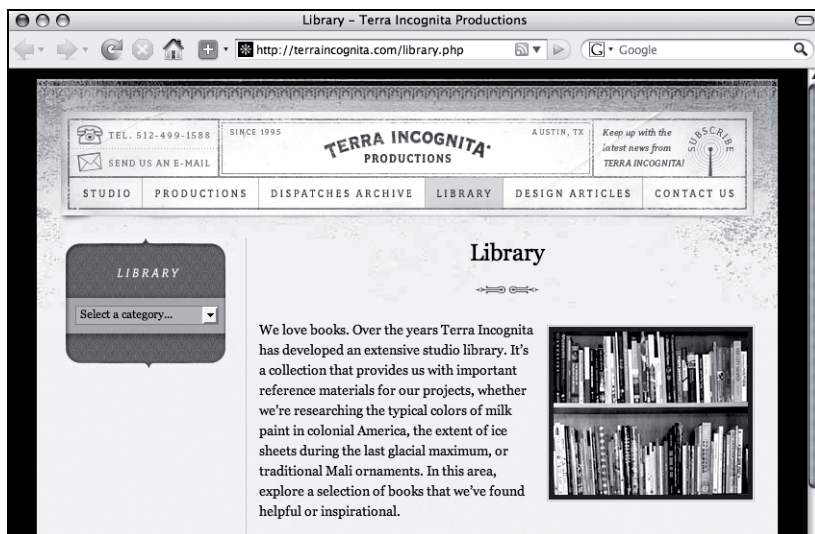 Library – Terra Incognita Productions
http://terraincognita.com/library.php
G Google
TEL. 512-499-1588
SEND US AN E-MAIL
SINCE 1995
TERRA INCOGNITA
PRODUCTIONS
AUSTIN, TX
Keep up with the
latest news from
TERRA INCOGNITA!
SUBSCRIBE
STUDIO PRODUCTIONS DISPATCHES ARCHIVE LIBRARY DESIGN ARTICLES CONTACT US
LIBRARY
Select a category...
Library
We love books. Over the years Terra Incognita
has developed an extensive studio library. It’s
a collection that provides us with important
reference materials for our projects, whether
we’re researching the typical colors of milk
paint in colonial America, the extent of ice
sheets during the last glacial maximum, or
traditional Mali ornaments. In this area,
explore a selection of books that we’ve found
helpful or inspirational.